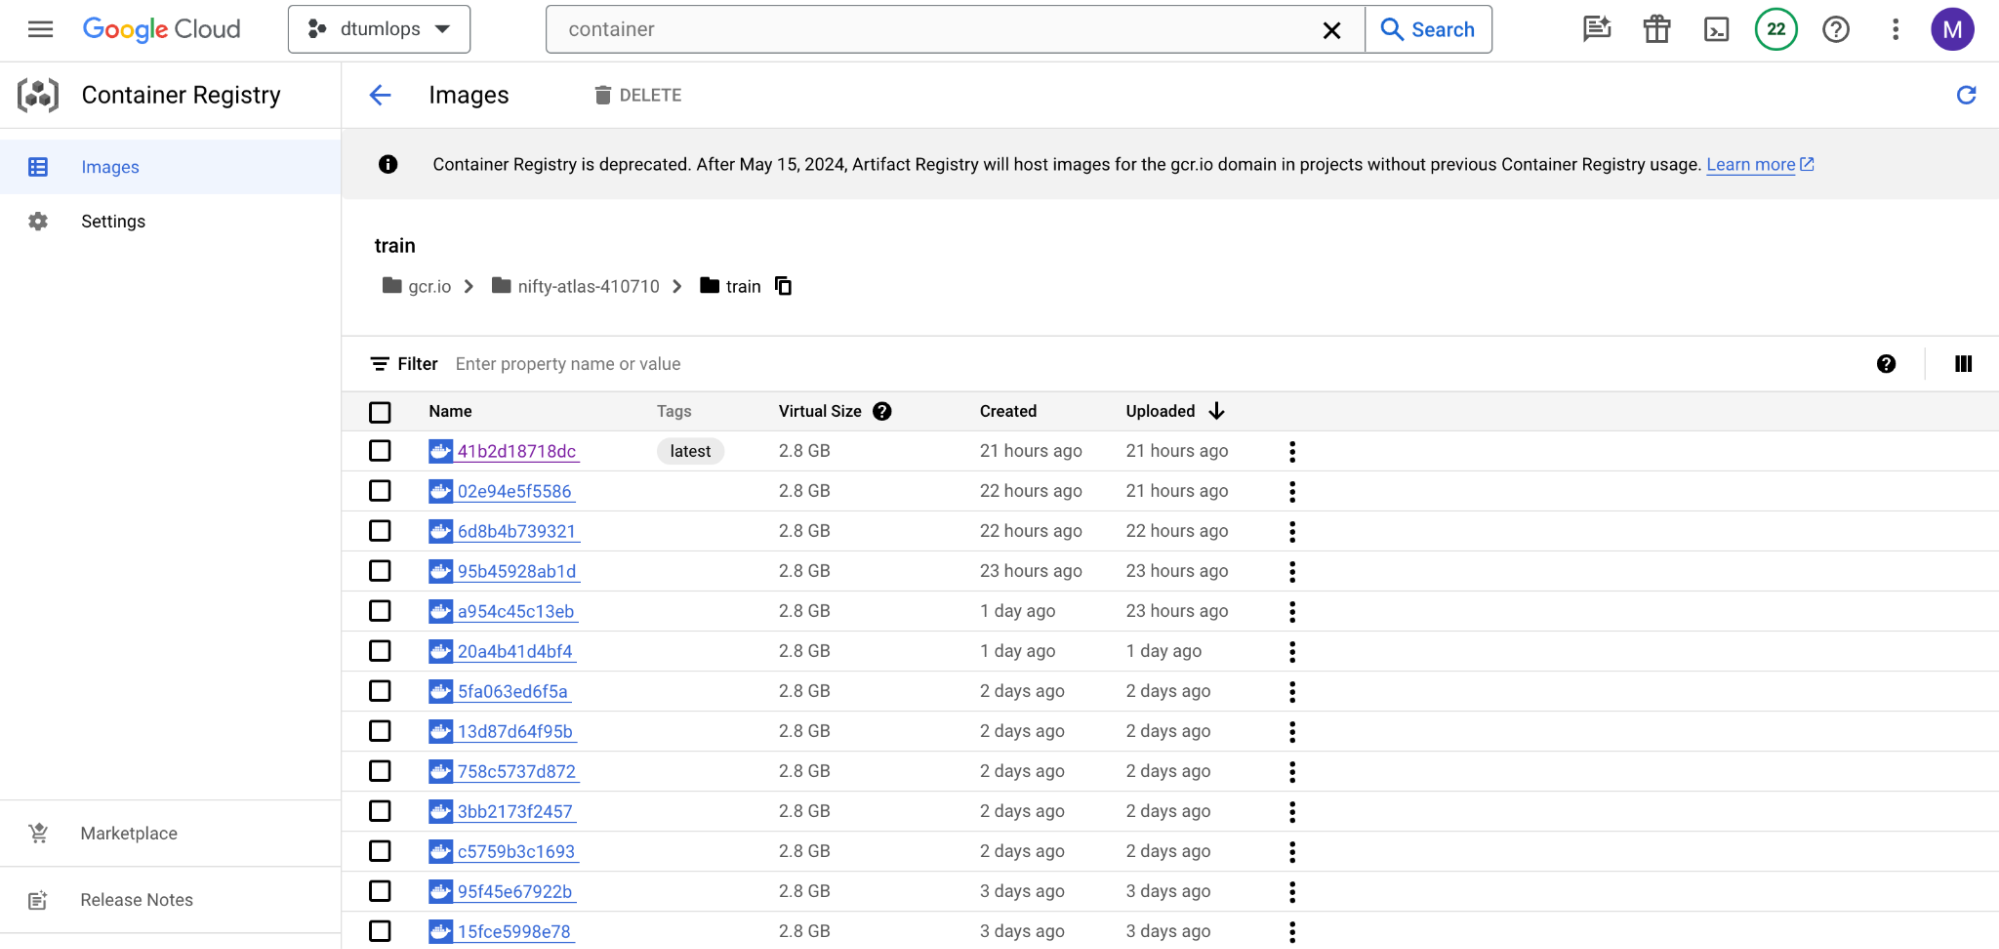 Google Cloud
dtumlops
container
Search
22
M
Container Registry
Images
DELETE
Images
Settings
Container Registry is deprecated. After May 15, 2024, Artifact Registry will host images for the gcr.io domain in projects without previous Container Registry usage. Learn more
train
gcr.io
nifty-atlas-410710
train
Filter Enter property name or value
Name Tags Virtual Size Created Uploaded
41b2d18718dc latest 2.8 GB 21 hours ago 21 hours ago
02e94e5f5586 2.8 GB 22 hours ago 21 hours ago
6d8b4b739321 2.8 GB 22 hours ago 22 hours ago
95b45928ab1d 2.8 GB 23 hours ago 23 hours ago
a954c45c13eb 2.8 GB 1 day ago 23 hours ago
20a4b41d4bf4 2.8 GB 1 day ago 1 day ago
5fa063ed6f5a 2.8 GB 2 days ago 2 days ago
13d87d64f95b 2.8 GB 2 days ago 2 days ago
758c5737d872 2.8 GB 2 days ago 2 days ago
3bb2173f2457 2.8 GB 2 days ago 2 days ago
c5759b3c1693 2.8 GB 2 days ago 2 days ago
95f45e67922b 2.8 GB 3 days ago 3 days ago
15fce5998e78 2.8 GB 3 days ago 3 days ago
Marketplace
Release Notes